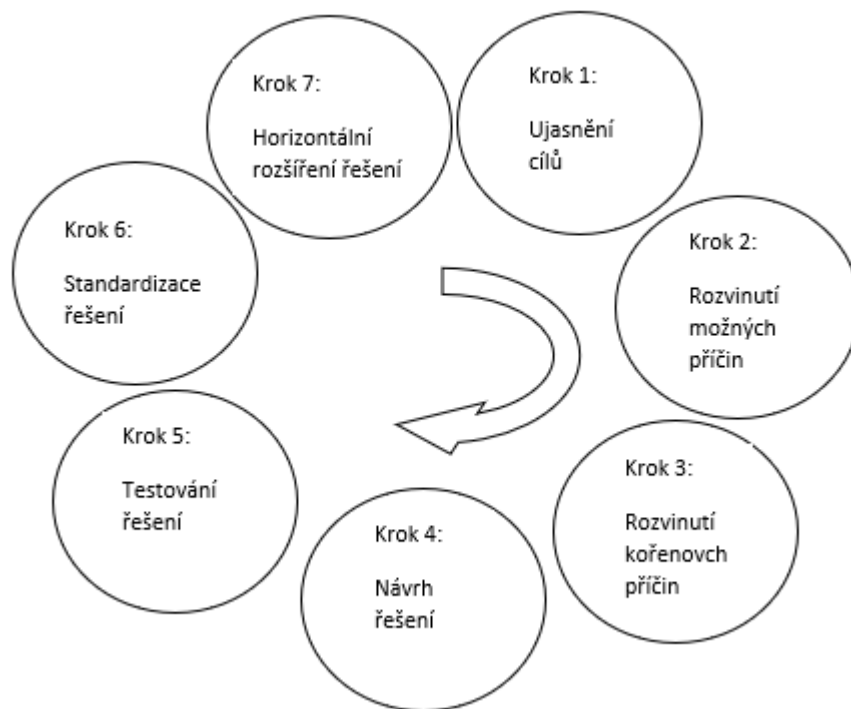 Krok 1:
Ujasnění
cílů
Krok 2:
Rozvinutí
možných
příčin
Krok 3:
Rozvinutí
kořenovch
příčin
Krok 4:
Návrh
řešení
Krok 5:
Testování
řešení
Krok 6:
Standardizace
řešení
Krok 7:
Horizontální
rozšíření řešení